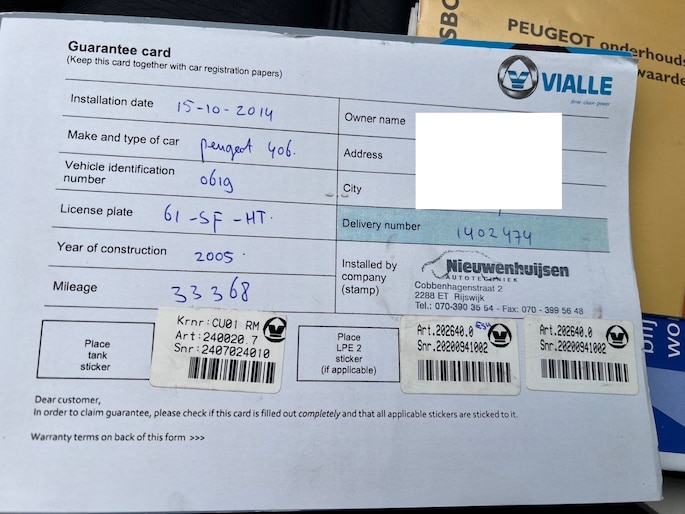 SBO
PEUGEOT onderhouds
waarde
Guarantee card
(Keep this card together with car registration papers)
VIALLE
Installation date 15-10-2014
Owner name
Make and type of car peugeot 406.
Address
Vehicle identification
number 0619
City
License plate 61-SF-HT.
Delivery number 1402474
Year of construction 2005.
Installed by
company
(stamp)
Nieuwenhuijsen
AUTOTECHNIEK
Cobbenhagenstraat 2
2288 ET Rijswijk
Tel.: 070-390 35 54 - Fax: 070 - 399 56 48
Mileage 33368
Place
tank
sticker
Krnr:CU01 RM
Art:240020.7
Snr:2407024010
Place
LPE 2
sticker
(if applicable)
Art.202640.0
Snr.20200941002
Art.202640.0
Snr.20200941002
blij
wo
Dear customer,
In order to claim guarantee, please check if this card is filled out completely and that all applicable stickers are sticked to it.
Warranty terms on back of this form >>>